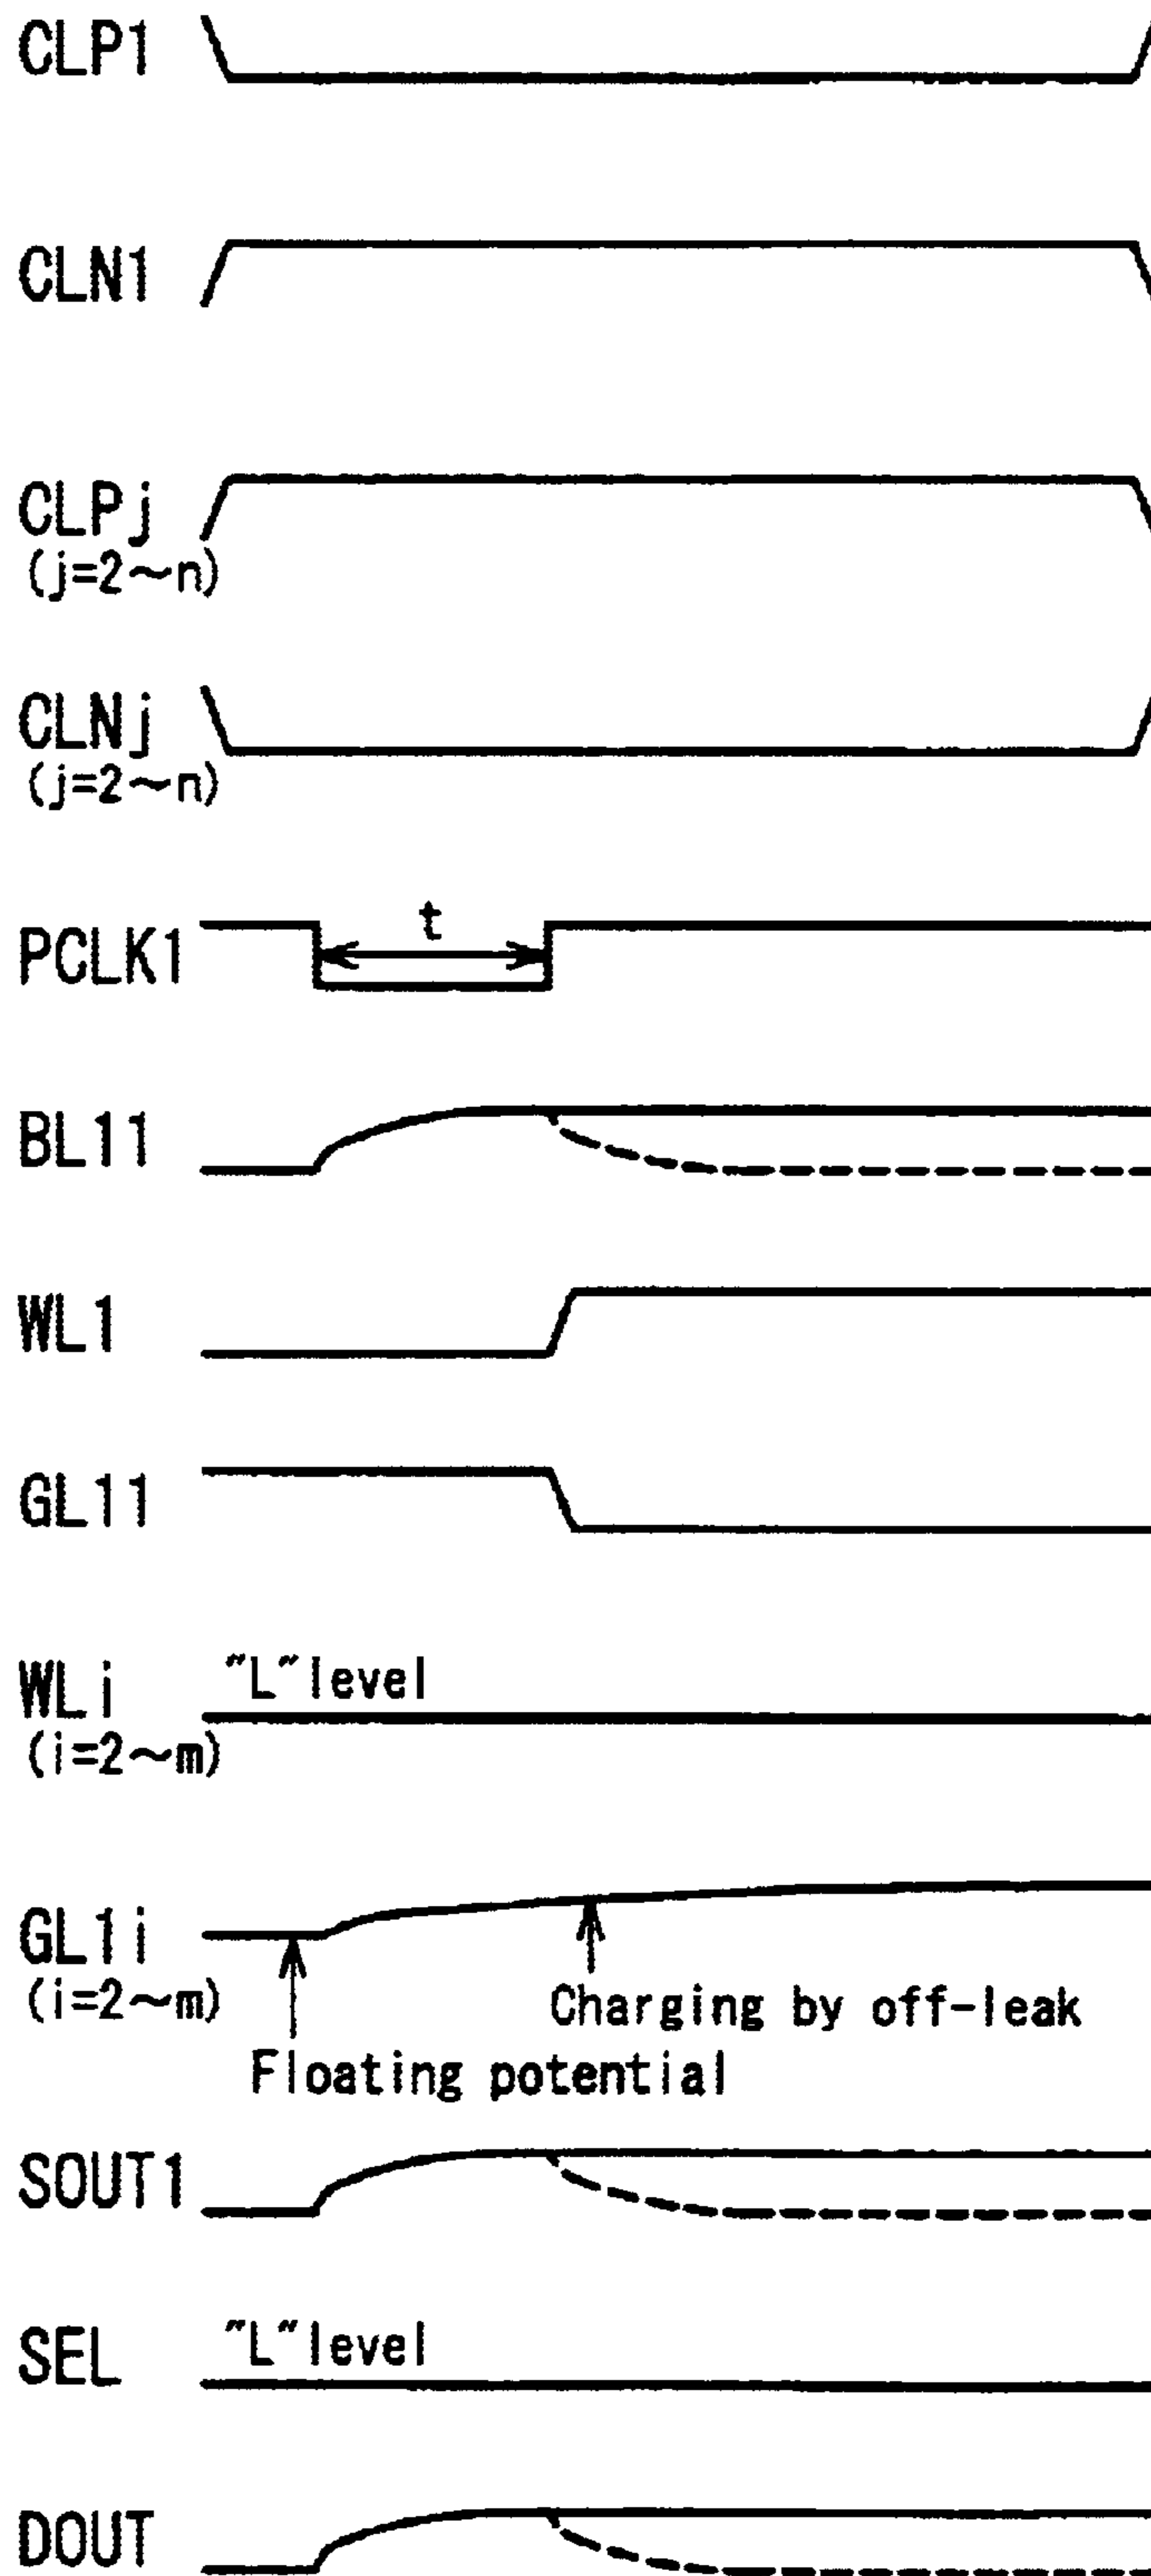 CLP1
CLN1
CLPj
(j=2～n)
CLNj
(j=2～n)
t
PCLK1
BL11
WL1
GL11
"L"level
WLi
(i=2～m)
GL1i
(i=2～m)
Charging by off-leak
Floating potential
SOUT1
"L"level
SEL
DOUT